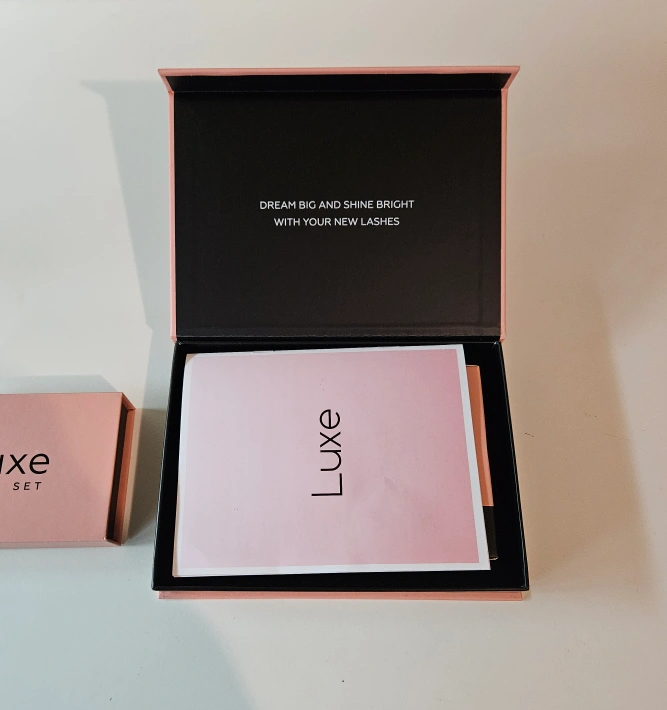 DREAM BIG AND SHINE BRIGHT
WITH YOUR NEW LASHES
Luxe
uxe
SET